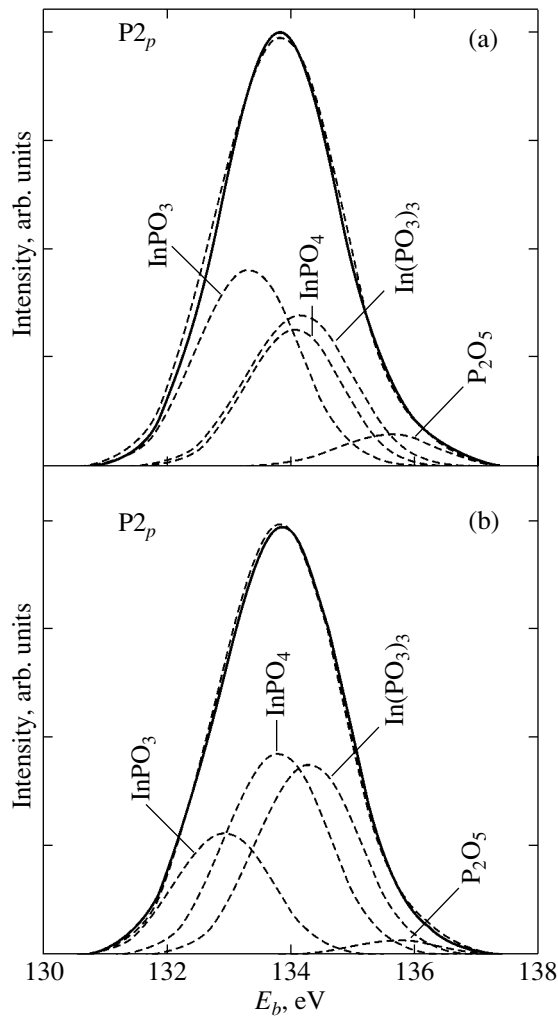 P2p
(a)
Intensity, arb. units
InPO3
InPO4
In(PO3)3
P2O5
P2p
(b)
Intensity, arb. units
InPO3
InPO4
In(PO3)3
P2O5
130 132 134 136 138
Eb, eV